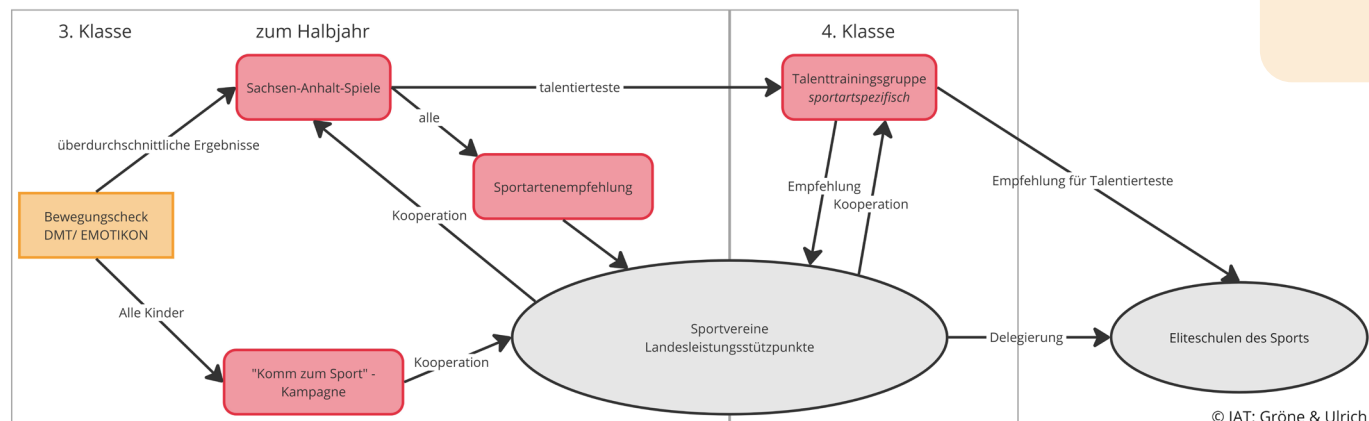 3. Klasse
zum Halbjahr
4. Klasse
Sachsen-Anhalt-Spiele
talentierteste
Talenttrainingsgruppe
sportartspezifisch
alle
überdurchschnittliche Ergebnisse
Sportartenempfehlung
Empfehlung
Kooperation
Empfehlung für Talentierteste
Bewegungscheck
DMT/ EMOTIKON
Kooperation
Alle Kinder
Sportvereine
Landesleistungsstützpunkte
Delegierung
Eliteschulen des Sports
Kooperation
"Komm zum Sport" -
Kampagne
© IAT: Gröne & Ulrich